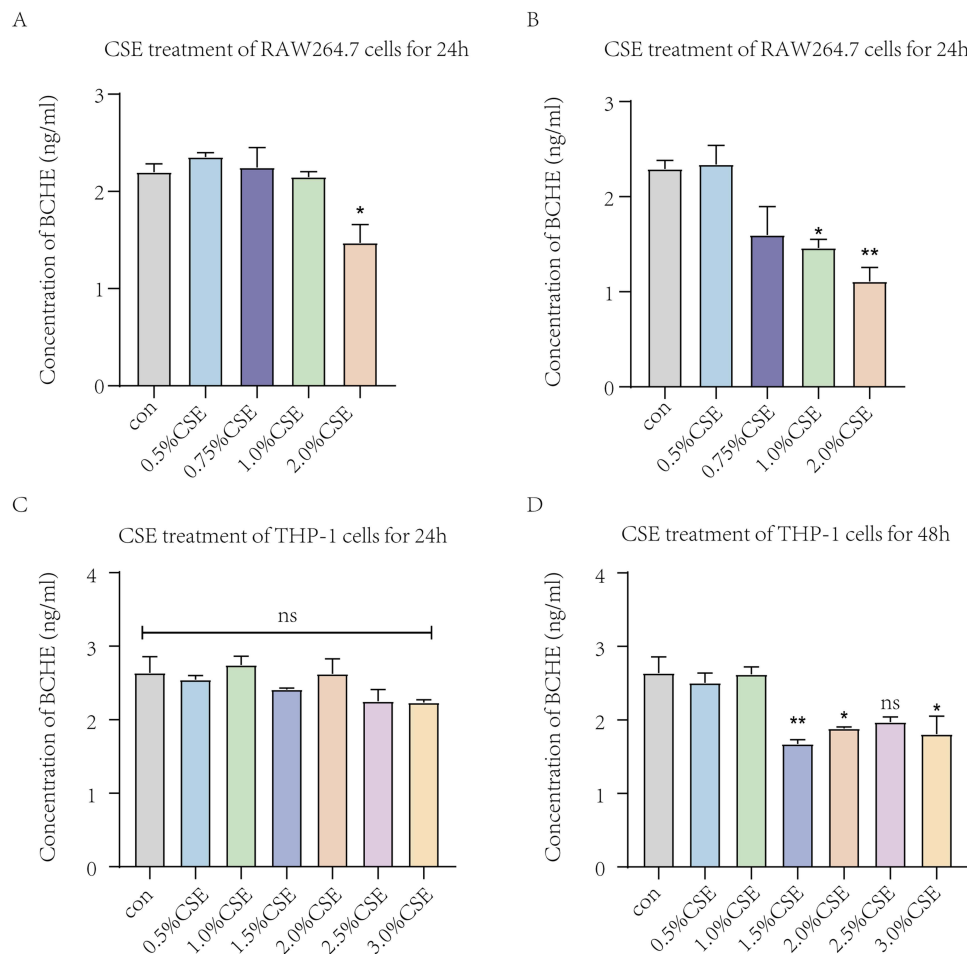 A
CSE treatment of RAW264.7 cells for 24h
Concentration of BCHE (ng/ml)
3
2
1
0
*
con
0.5%CSE
0.75%CSE
1.0%CSE
2.0%CSE
B
CSE treatment of RAW264.7 cells for 24h
Concentration of BCHE (ng/ml)
3
2
1
0
*
**
con
0.5%CSE
0.75%CSE
1.0%CSE
2.0%CSE
C
CSE treatment of THP-1 cells for 24h
Concentration of BCHE (ng/ml)
4
3
2
1
0
ns
con
0.5%CSE
1.0%CSE
1.5%CSE
2.0%CSE
2.5%CSE
3.0%CSE
D
CSE treatment of THP-1 cells for 48h
Concentration of BCHE (ng/ml)
4
3
2
1
0
**
*
ns
*
con
0.5%CSE
1.0%CSE
1.5%CSE
2.0%CSE
2.5%CSE
3.0%CSE